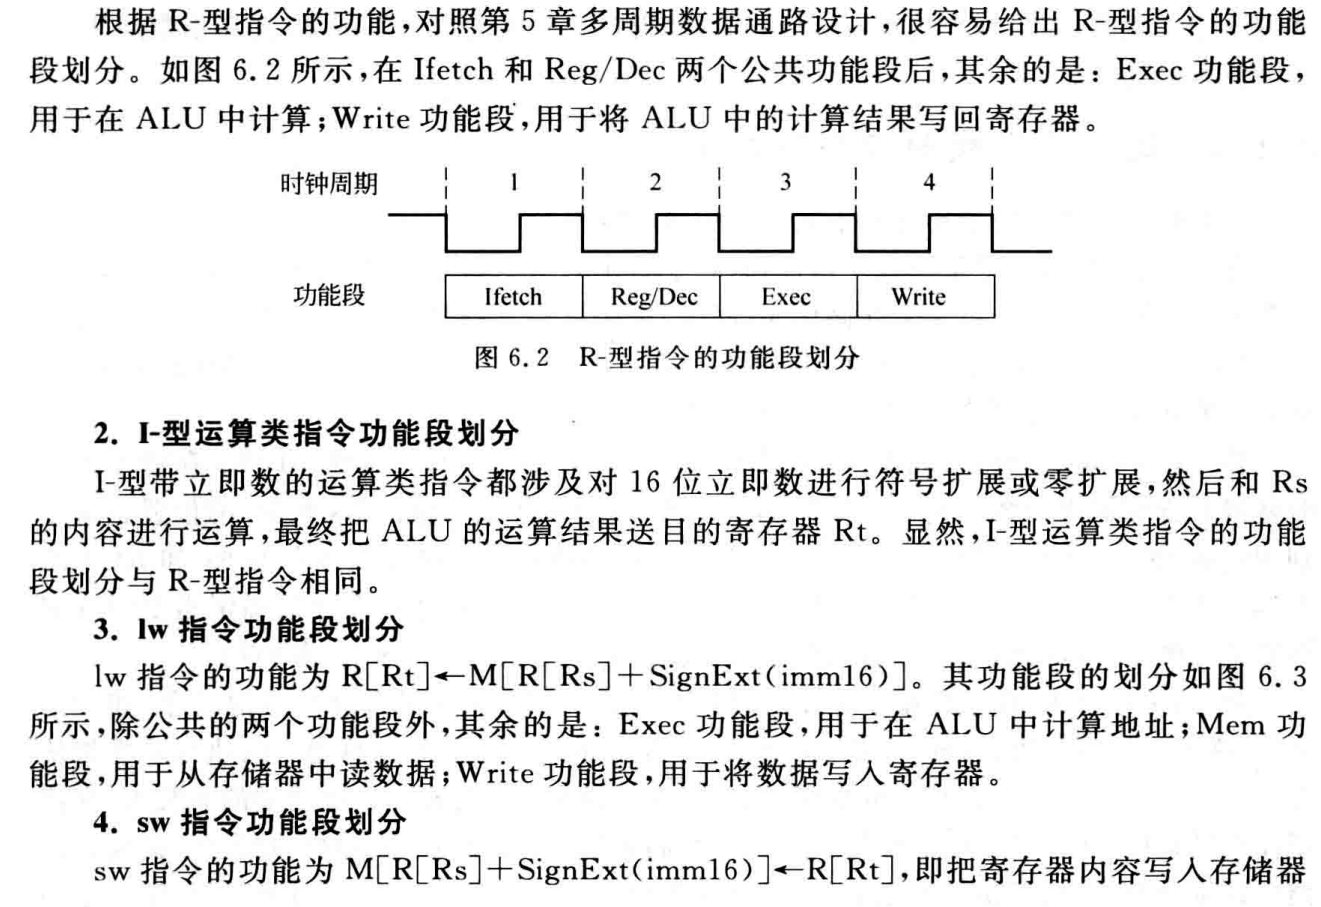 根据 R-型指令的功能,对照第 5 章多周期数据通路设计,很容易给出 R-型指令的功能
段划分。如图 6.2 所示,在 Ifetch 和 Reg/Dec 两个公共功能段后,其余的是：Exec 功能段,
用于在 ALU 中计算;Write 功能段,用于将 ALU 中的计算结果写回寄存器。
时钟周期 1 2 3 4
功能段 Ifetch Reg/Dec Exec Write
图 6.2 R-型指令的功能段划分
2. I-型运算类指令功能段划分
I-型带立即数的运算类指令都涉及对 16 位立即数进行符号扩展或零扩展,然后和 Rs
的内容进行运算,最终把 ALU 的运算结果送目的寄存器 Rt。显然,I-型运算类指令的功能
段划分与 R-型指令相同。
3. lw 指令功能段划分
lw 指令的功能为 R[Rt]←M[R[Rs]+SignExt(imm16)]。其功能段的划分如图 6.3
所示,除公共的两个功能段外,其余的是：Exec 功能段,用于在 ALU 中计算地址;Mem 功
能段,用于从存储器中读数据;Write 功能段,用于将数据写入寄存器。
4. sw 指令功能段划分
sw 指令的功能为 M[R[Rs]+SignExt(imm16)]←R[Rt],即把寄存器内容写入存储器